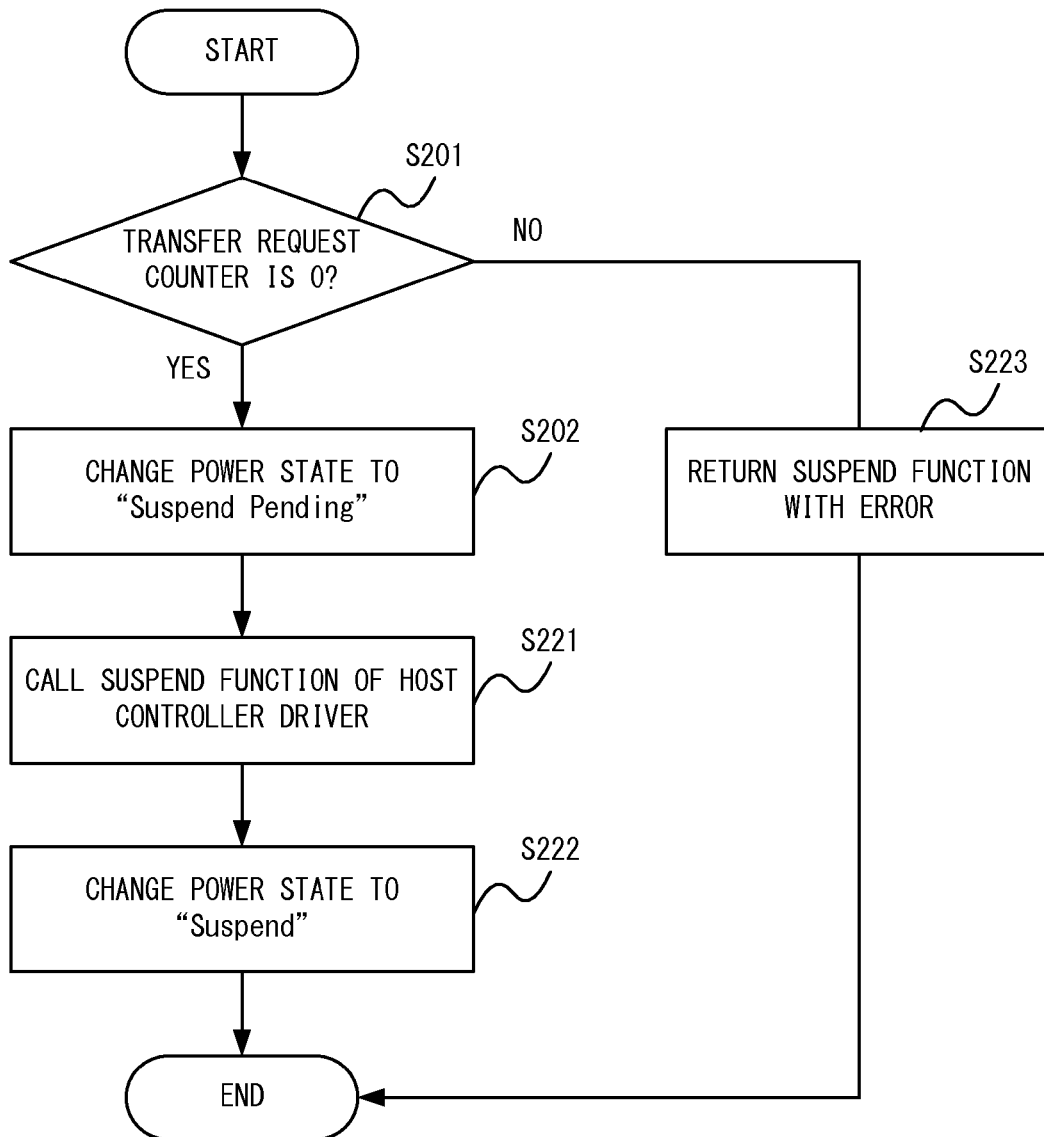 START
S201
TRANSFER REQUEST
COUNTER IS 0?
NO
YES
S202
CHANGE POWER STATE TO
“Suspend Pending”
S223
RETURN SUSPEND FUNCTION
WITH ERROR
S221
CALL SUSPEND FUNCTION OF HOST
CONTROLLER DRIVER
S222
CHANGE POWER STATE TO
“Suspend”
END